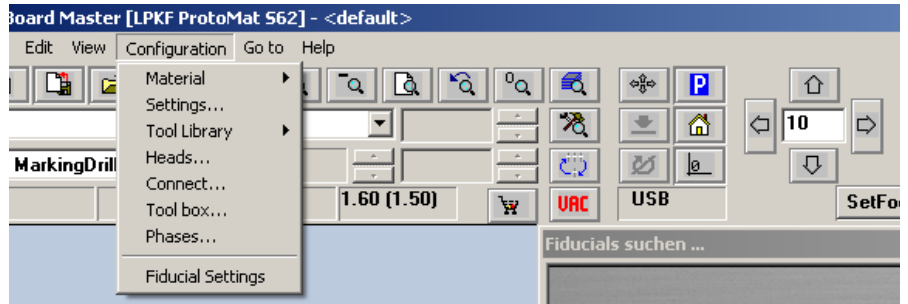 Board Master [LPKF ProtoMat S62] - <default>
Edit View Configuration Go to Help
Material
Settings...
Tool Library
Heads...
Connect...
Tool box...
Phases...
Fiducial Settings
P
10
MarkingDrill
1.60 (1.50)
VAC
USB
SetFo
Fiducials suchen ...